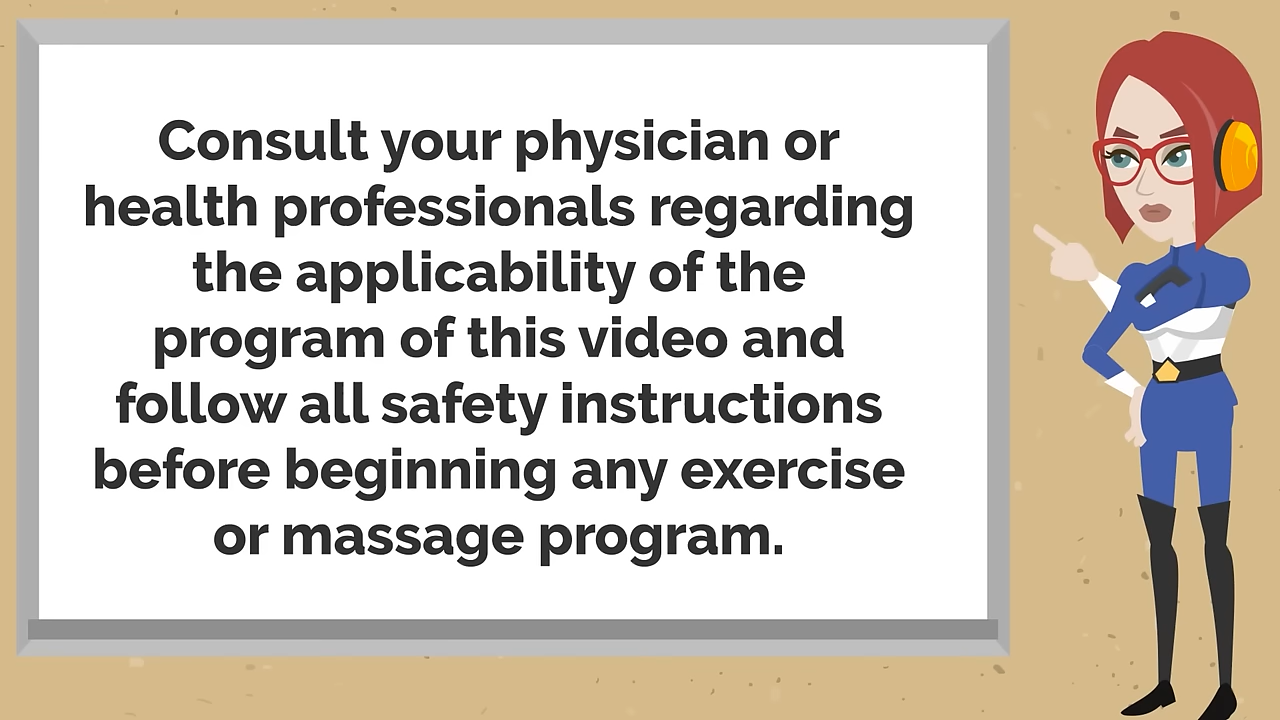 Consult your physician or
health professionals regarding
the applicability of the
program of this video and
follow all safety instructions
before beginning any exercise
or massage program.